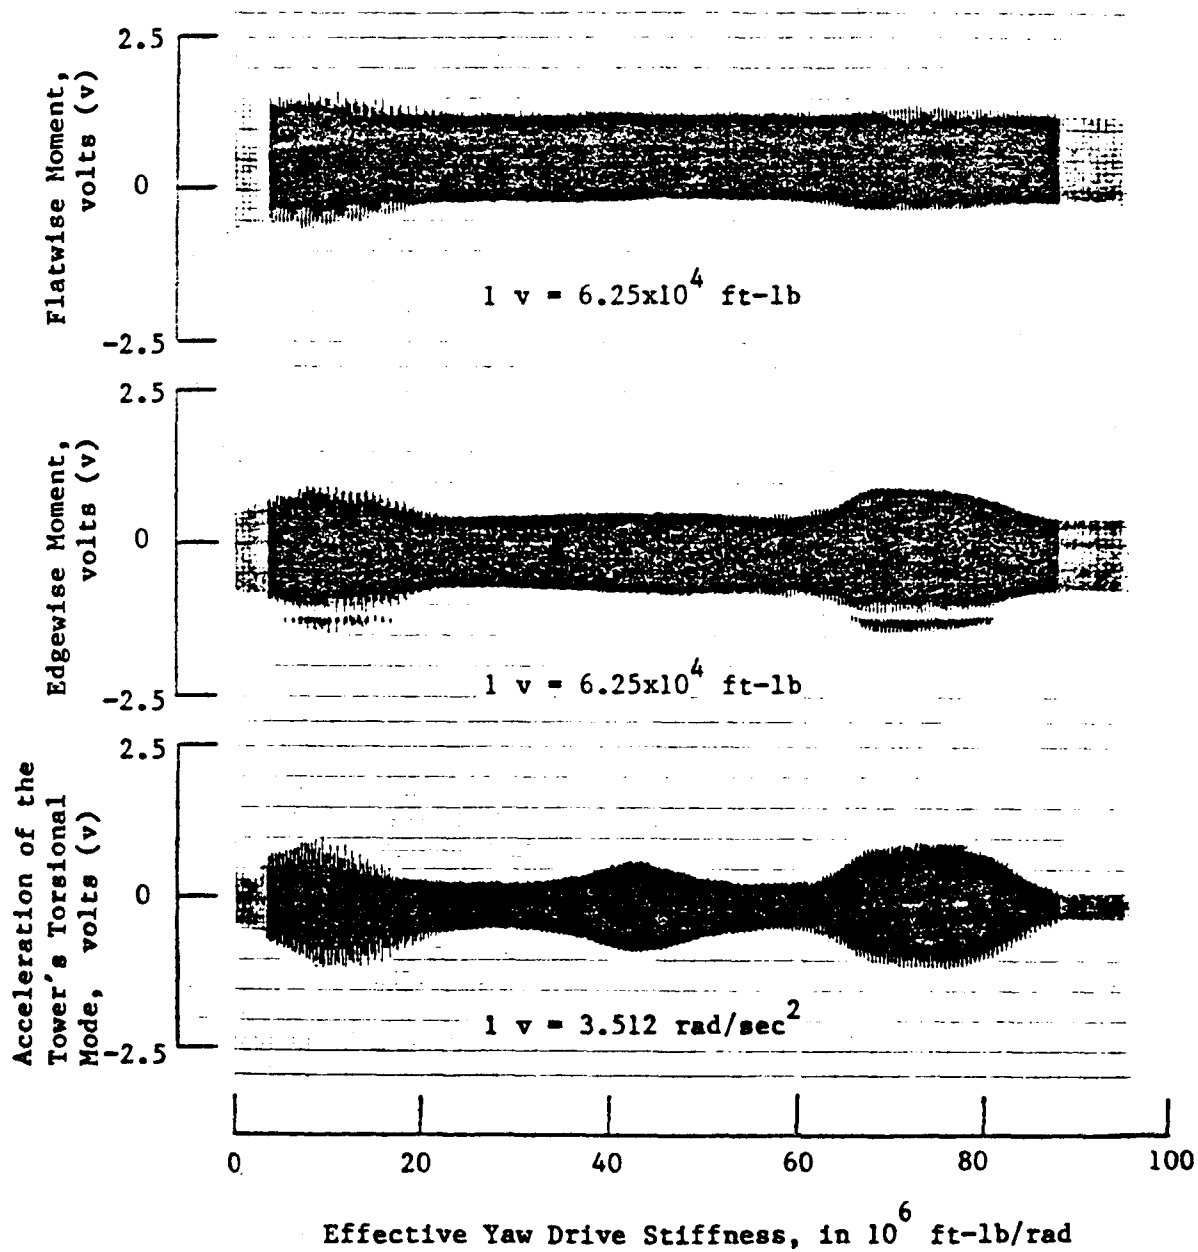 Flatwise Moment,
volts (v)
2.5
0
-2.5
1 v = 6.25x10^4 ft-lb
Edgewise Moment,
volts (v)
2.5
0
-2.5
1 v = 6.25x10^4 ft-lb
Acceleration of the
Tower's Torsional
Mode, volts (v)
2.5
0
-2.5
1 v = 3.512 rad/sec^2
0 20 40 60 80 100
Effective Yaw Drive Stiffness, in 10^6 ft-lb/rad